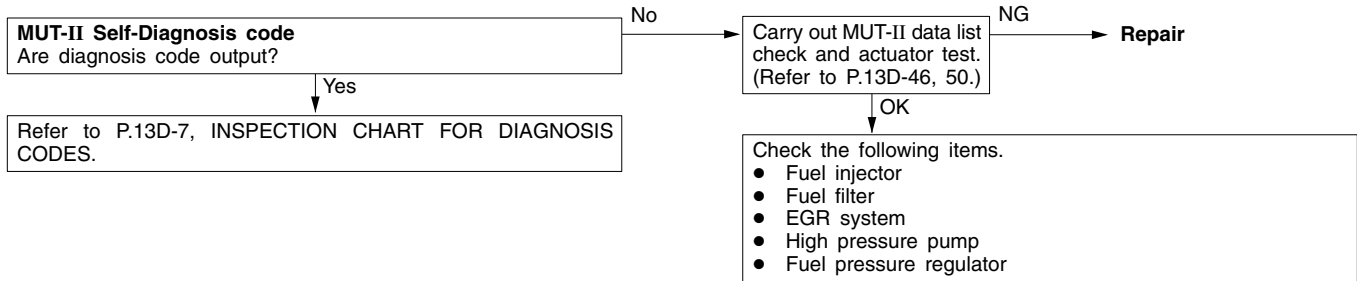 MUT-II Self-Diagnosis code
Are diagnosis code output?
No
Carry out MUT-II data list
check and actuator test.
(Refer to P.13D-46, 50.)
NG
Repair
Yes
OK
Refer to P.13D-7, INSPECTION CHART FOR DIAGNOSIS
CODES.
Check the following items.
● Fuel injector
● Fuel filter
● EGR system
● High pressure pump
● Fuel pressure regulator